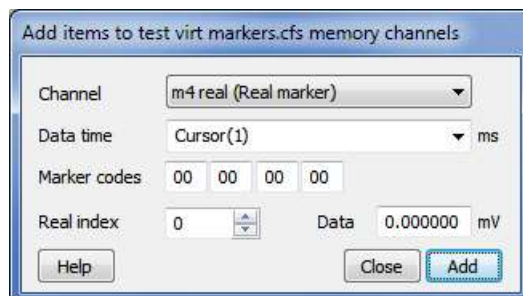 Add items to test virt markers.cfs memory channels
Channel m4 real (Real marker)
Data time Cursor(1) ms
Marker codes 00 00 00 00
Real index 0 Data 0.000000 mV
Help Close Add